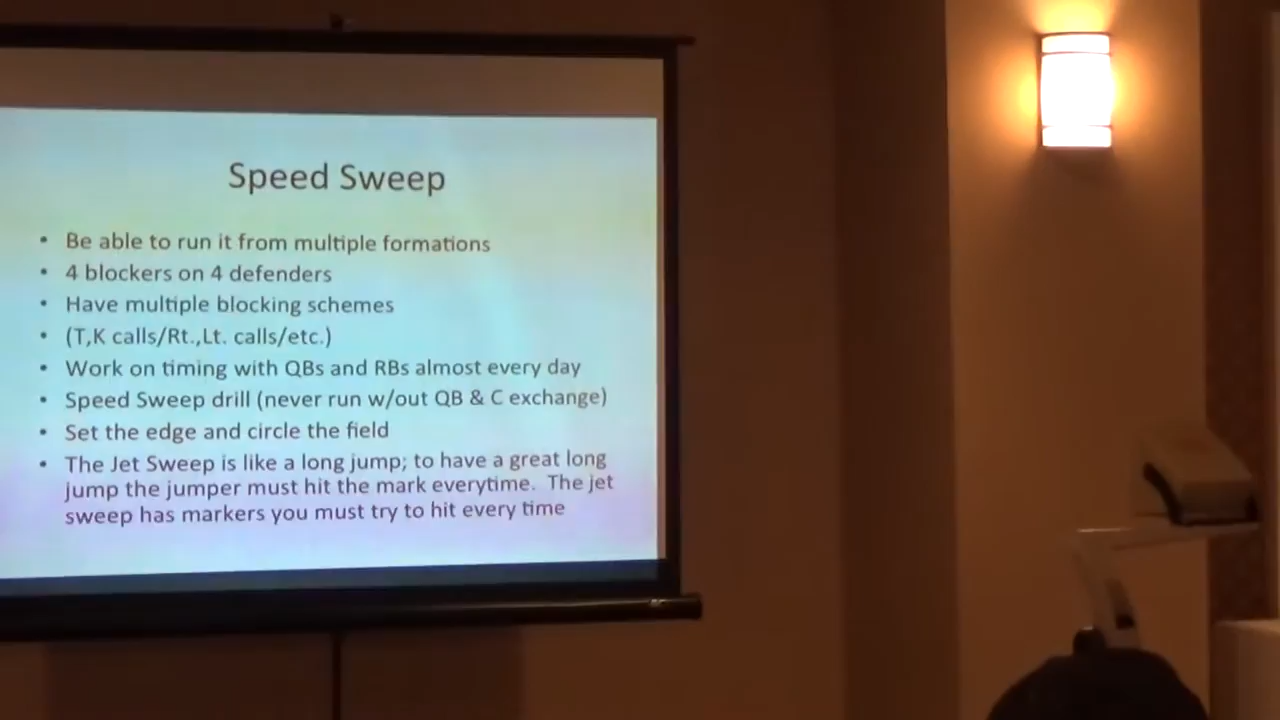 Speed Sweep
• Be able to run it from multiple formations
• 4 blockers on 4 defenders
• Have multiple blocking schemes
• (T,K calls/Rt.,Lt. calls/etc.)
• Work on timing with QBs and RBs almost every day
• Speed Sweep drill (never run w/out QB & C exchange)
• Set the edge and circle the field
• The Jet Sweep is like a long jump; to have a great long
jump the jumper must hit the mark everytime. The jet
sweep has markers you must try to hit every time